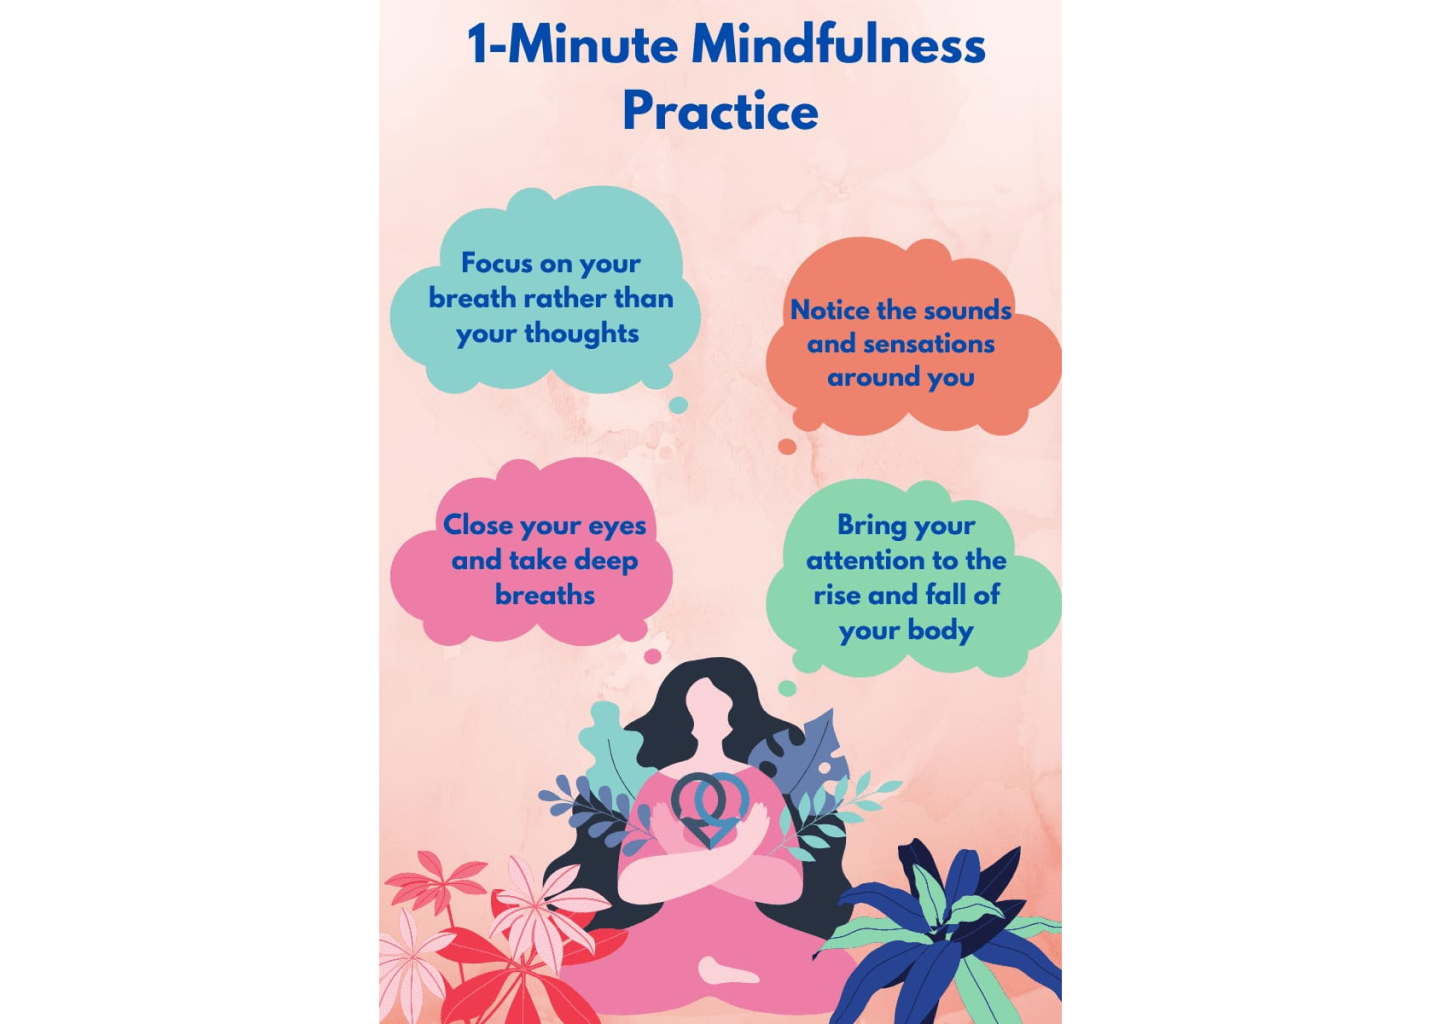 1-Minute Mindfulness
Practice
Focus on your
breath rather than
your thoughts
Notice the sounds
and sensations
around you
Close your eyes
and take deep
breaths
Bring your
attention to the
rise and fall of
your body